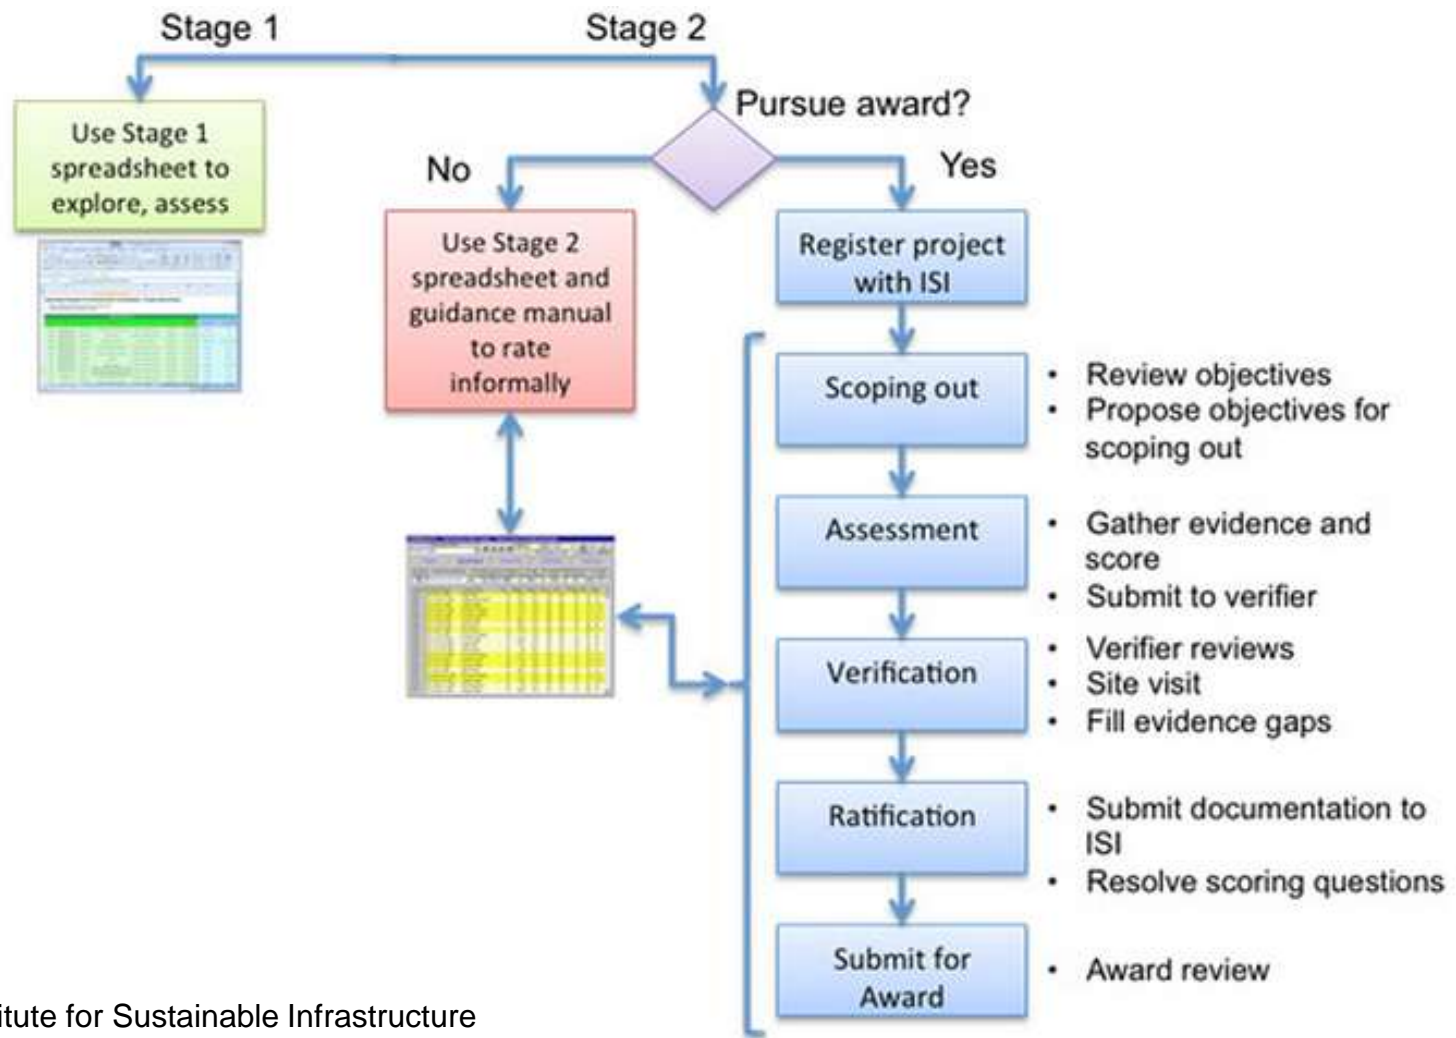 Stage 1
Stage 2
Pursue award?
Use Stage 1
spreadsheet to
explore, assess
No
Yes
Use Stage 2
spreadsheet and
guidance manual
to rate
informally
Register project
with ISI
Scoping out
• Review objectives
• Propose objectives for
scoping out
Assessment
• Gather evidence and
score
• Submit to verifier
Verification
• Verifier reviews
• Site visit
• Fill evidence gaps
Ratification
• Submit documentation to
ISI
• Resolve scoring questions
Submit for
Award
• Award review
itute for Sustainable Infrastructure